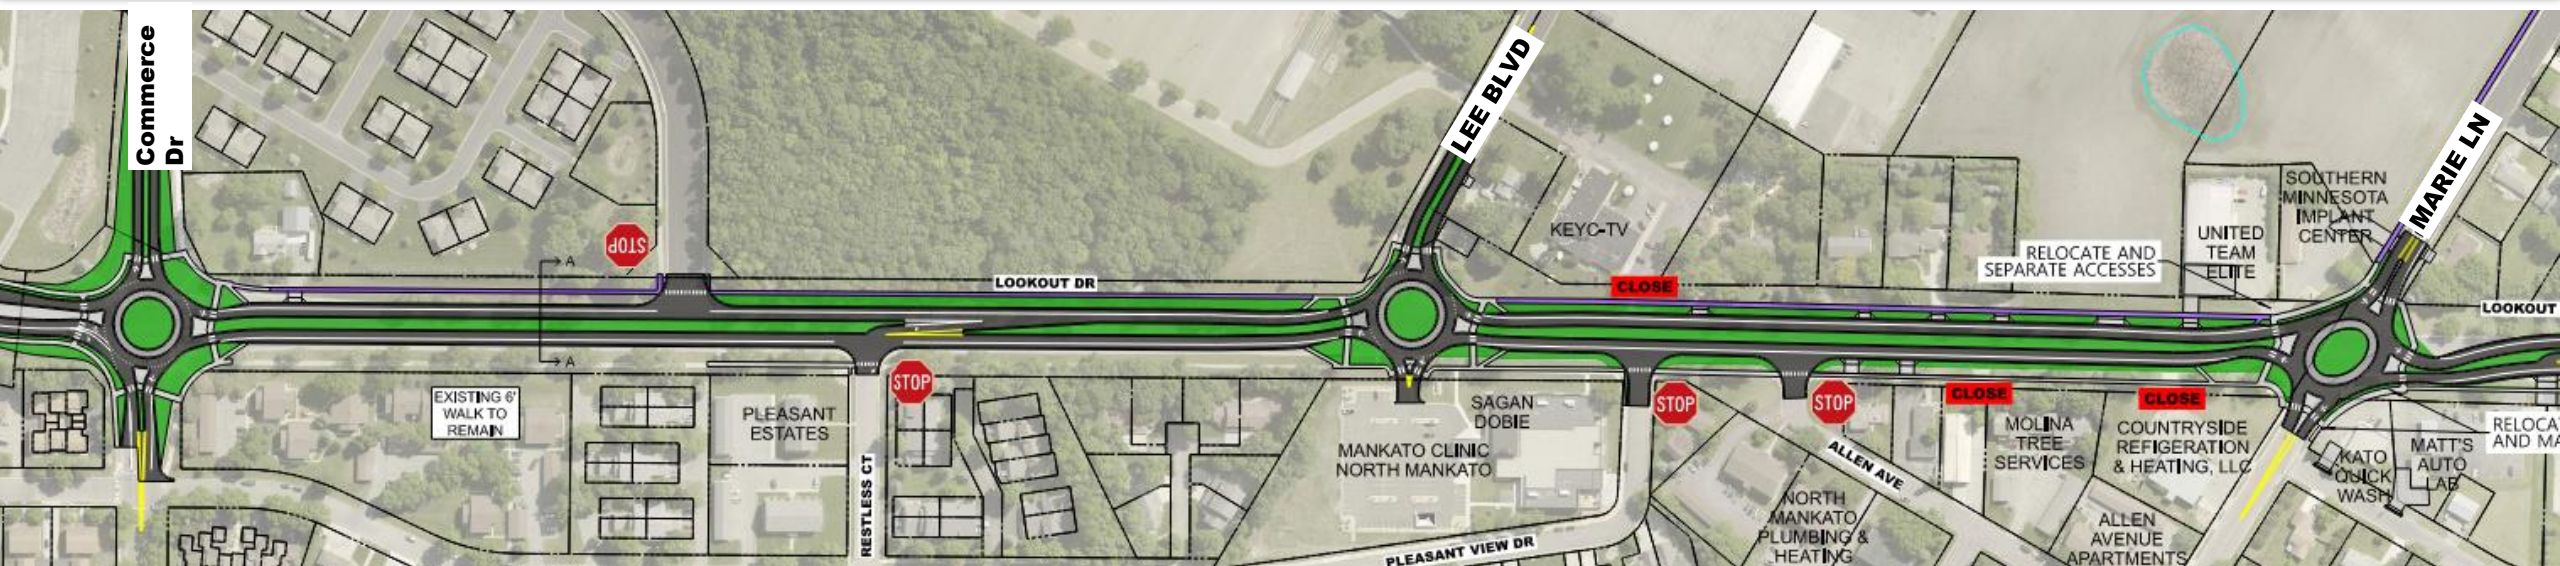 Commerce
Dr
LEE BLVD
MARIE LN
STOP
A
A
LOOKOUT DR
KEYC-TV
CLOSE
RELOCATE AND
SEPARATE ACCESSES
UNITED
TEAM
ELITE
SOUTHERN
MINNESOTA
IMPLANT
CENTER
LOOKOUT
EXISTING 6'
WALK TO
REMAIN
PLEASANT
ESTATES
RESTLESS CT
STOP
SAGAN
DOBIE
MANKATO CLINIC
NORTH MANKATO
PLEASANT VIEW DR
STOP
STOP
ALLEN AVE
NORTH
MANKATO
PLUMBING &
HEATING
CLOSE
MOLINA
TREE
SERVICES
CLOSE
COUNTRYSIDE
REFIGERATION
& HEATING, LLC
ALLEN
AVENUE
APARTMENTS
KATO
QUICK
WASH
MATT'S
AUTO
LAB
RELOCA
AND MA